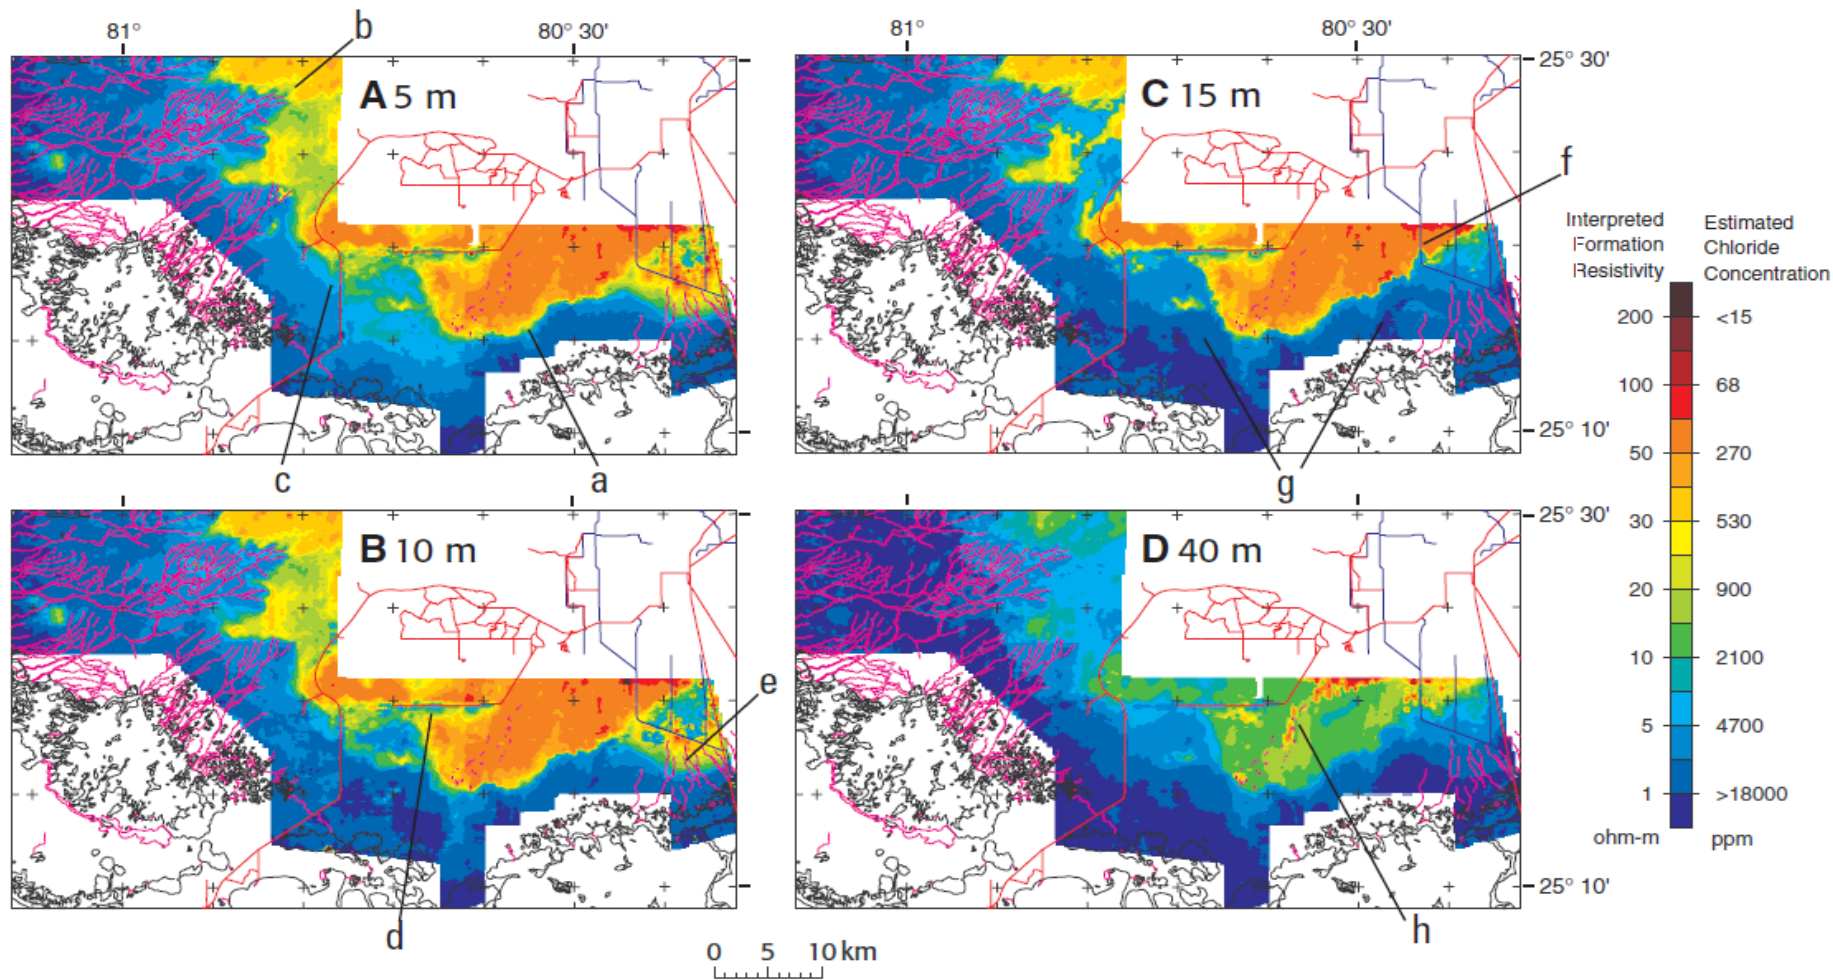 81°
b
80° 30'
81°
80° 30'
A 5 m
C 15 m
25° 30'
f
Interpreted
Formation
Resistivity
Estimated
Chloride
Concentration
200
<15
100
68
50
270
30
530
20
900
10
2100
5
4700
1
>18000
ohm-m
ppm
25° 10'
c
a
g
B 10 m
D 40 m
25° 30'
e
25° 10'
d
h
0 5 10 km